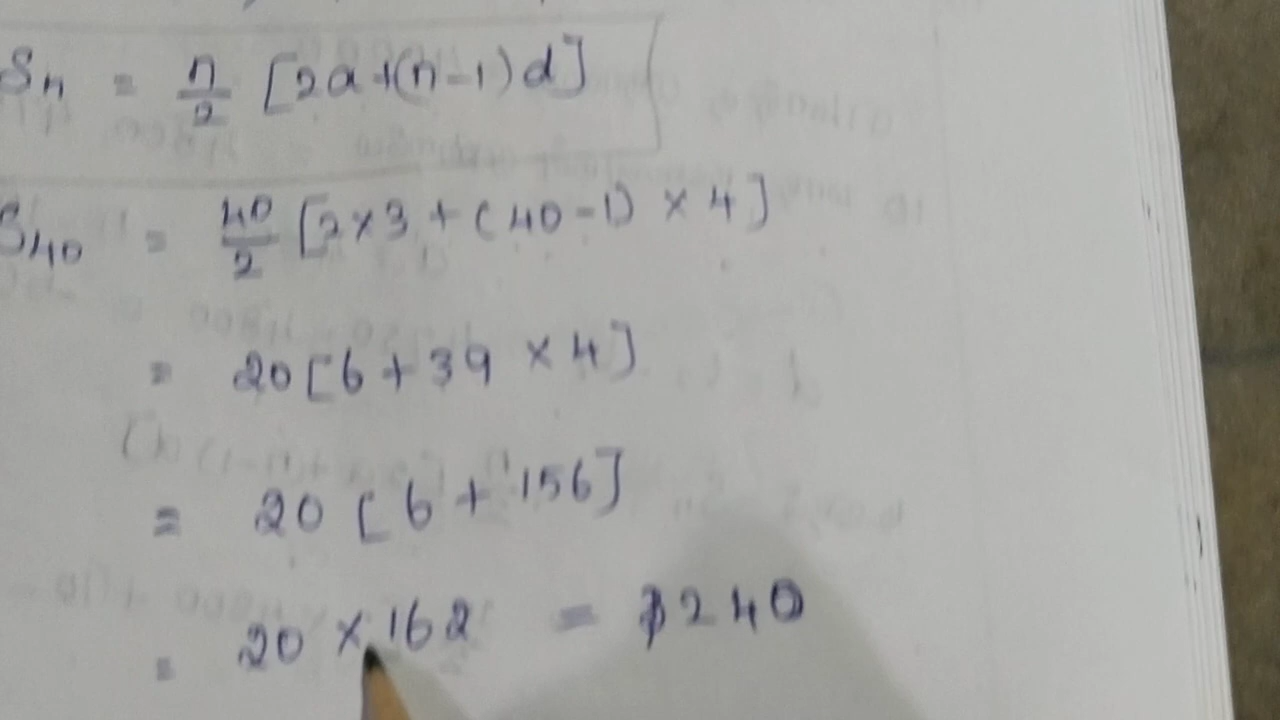 Sn = n/2 [2a+(n-1)d]
S40 = 40/2 [2×3+(40-1)×4]
= 20[6+39×4]
= 20[6+156]
= 20×162 = 3240